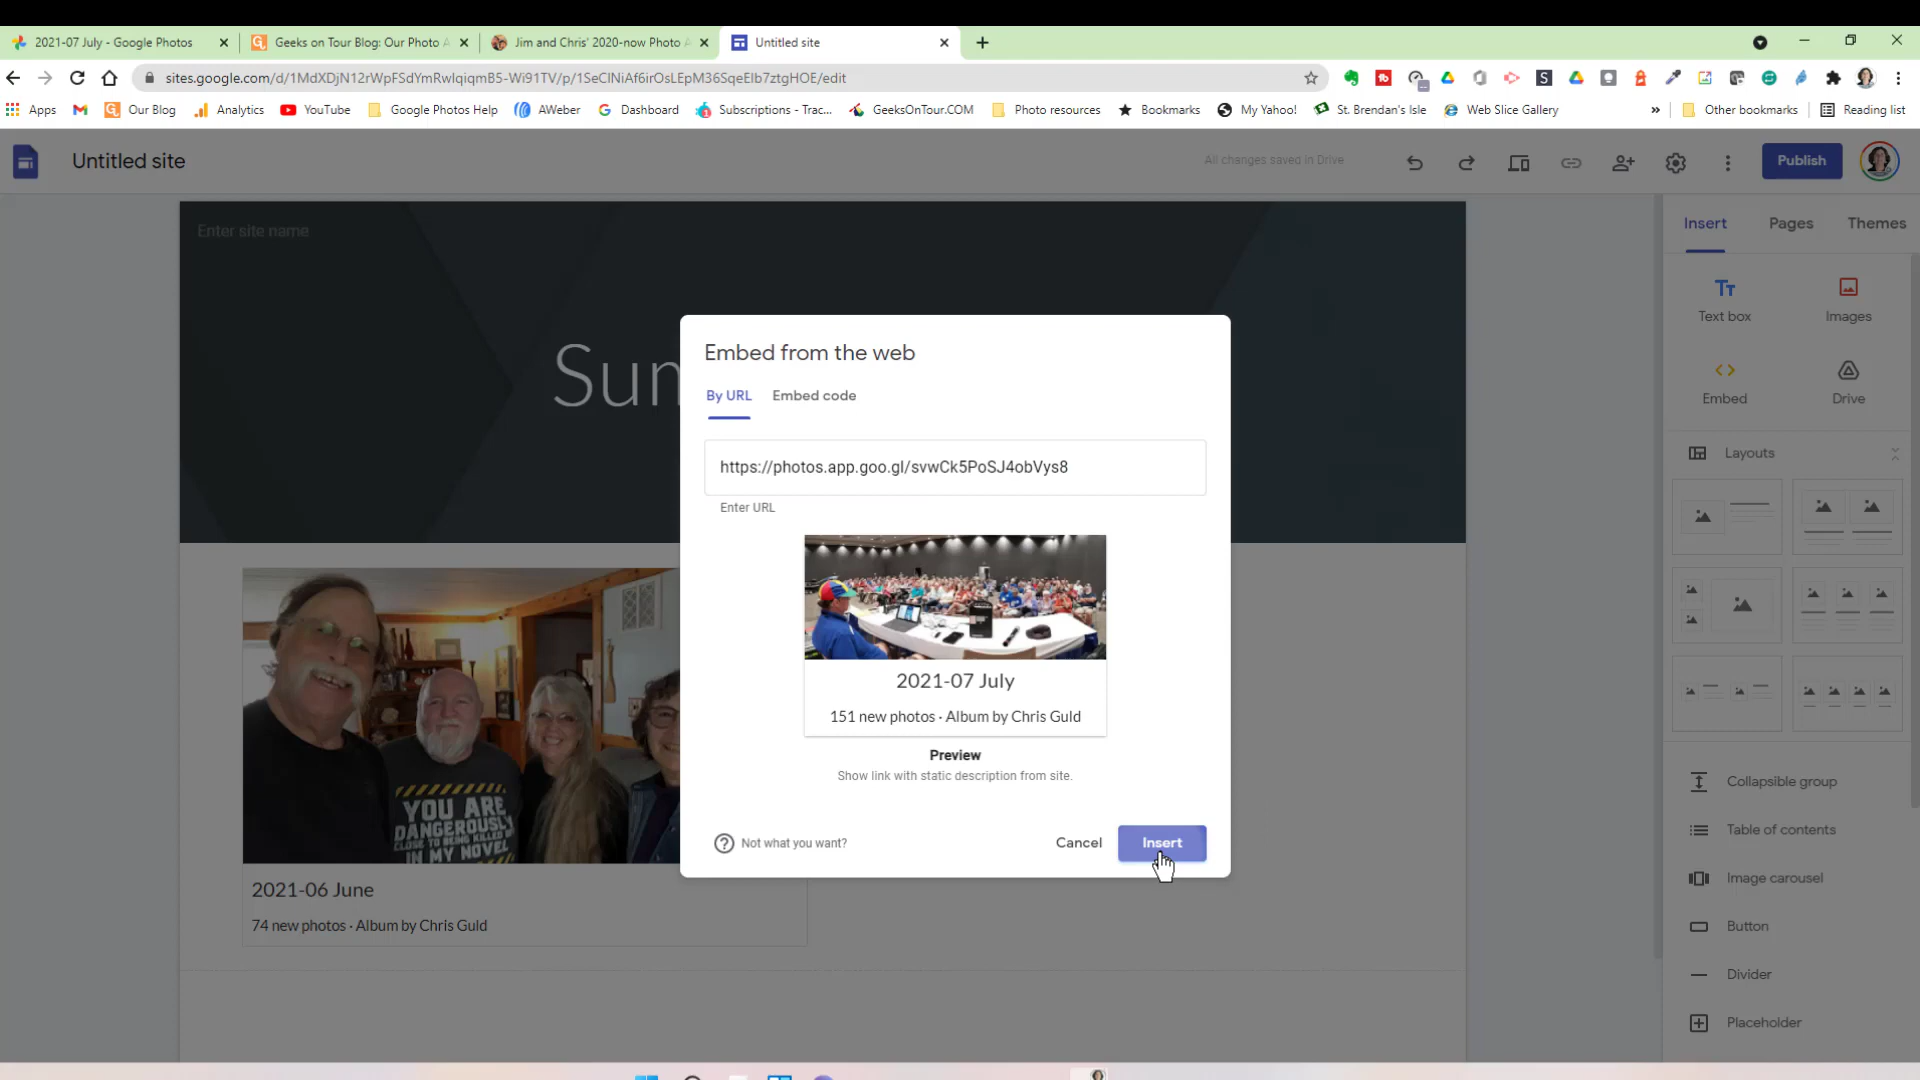 2021-07 July - Google Photos
Geeks on Tour Blog: Our Photo A
Jim and Chris' 2020-now Photo A
Untitled site
sites.google.com/d/1MdXDjN12rWpFSdYmRwIqiqmB5-Wi91TV/p/1SeCINiAf6irOsLEpM36SqeEIb7ztgHOE/edit
Apps
Our Blog
Analytics
YouTube
Google Photos Help
AWeber
Dashboard
Subscriptions - Trac...
GeeksOnTour.COM
Photo resources
Bookmarks
My Yahoo!
St. Brendan's Isle
Web Slice Gallery
»
Other bookmarks
Reading list
Untitled site
All changes saved in Drive
Publish
Enter site name
Sum
Insert
Pages
Themes
Text box
Images
Embed
Drive
Layouts
Collapsible group
Table of contents
Image carousel
Button
Divider
Placeholder
Embed from the web
By URL
Embed code
https://photos.app.goo.gl/svwCk5PoSJ4obVys8
Enter URL
2021-07 July
151 new photos · Album by Chris Guld
Preview
Show link with static description from site.
Not what you want?
Cancel
Insert
YOU ARE
DANGEROUSLY
CLOSE TO BEING KILLED
IN MY NOVEL
2021-06 June
74 new photos · Album by Chris Guld